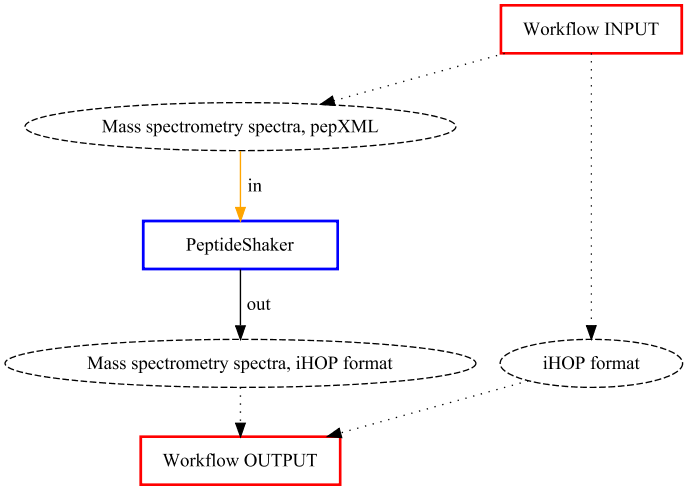 Workflow INPUT
Mass spectrometry spectra, pepXML
in
PeptideShaker
out
Mass spectrometry spectra, iHOP format
iHOP format
Workflow OUTPUT